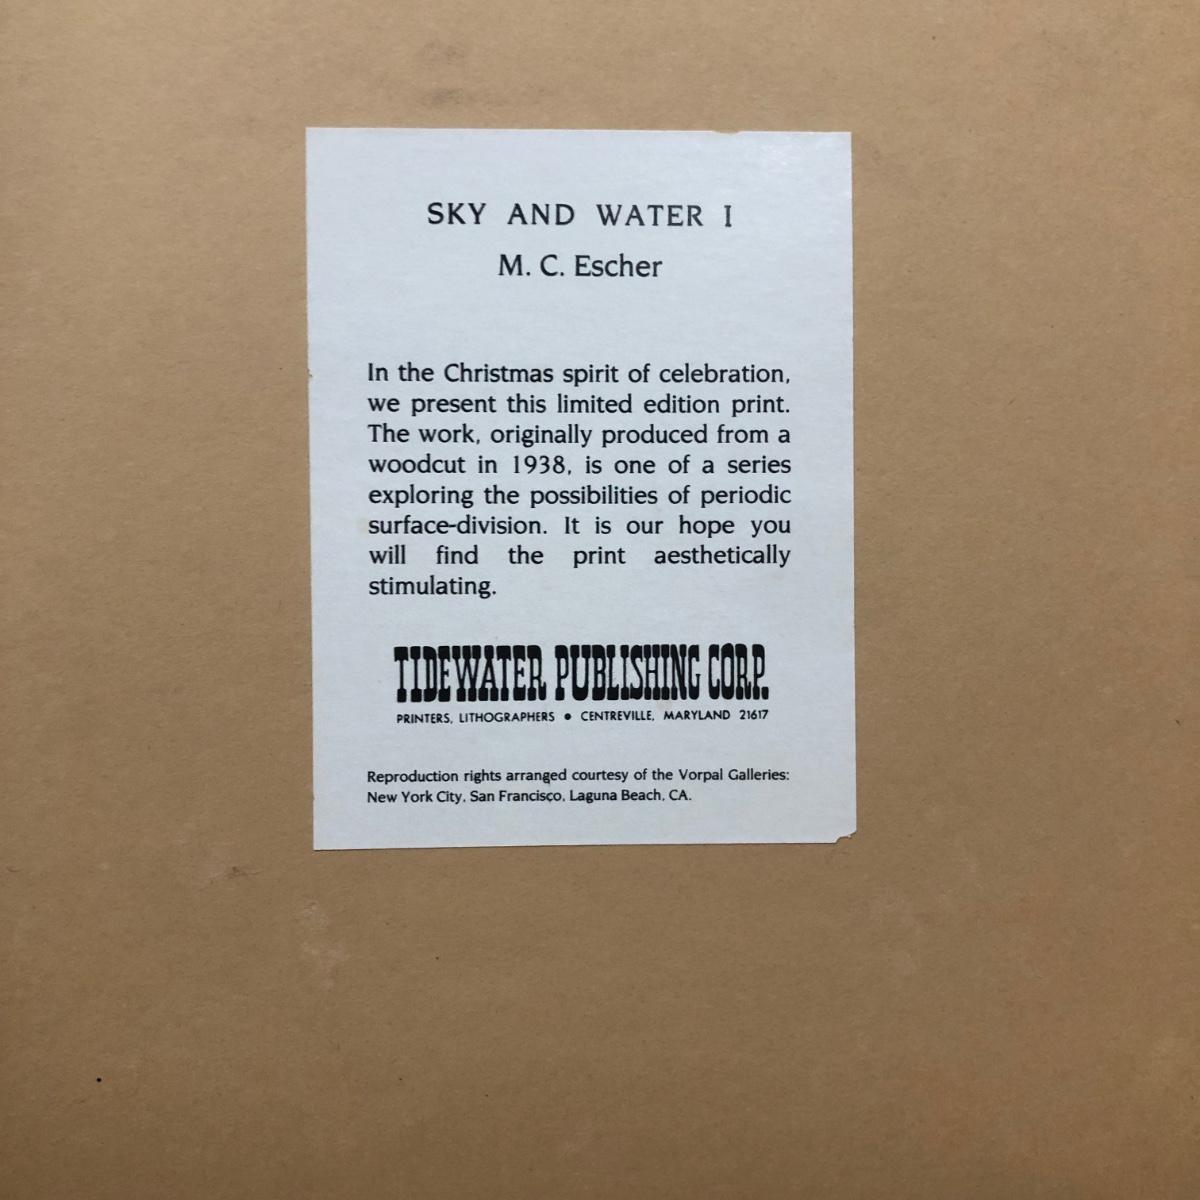 SKY AND WATER I
M. C. Escher
In the Christmas spirit of celebration,
we present this limited edition print.
The work, originally produced from a
woodcut in 1938, is one of a series
exploring the possibilities of periodic
surface-division. It is our hope you
will find the print aesthetically
stimulating.
TIDEWATER PUBLISHING CORP.
PRINTERS, LITHOGRAPHERS • CENTREVILLE, MARYLAND 21617
Reproduction rights arranged courtesy of the Vorpal Galleries:
New York City, San Francisco, Laguna Beach, CA.